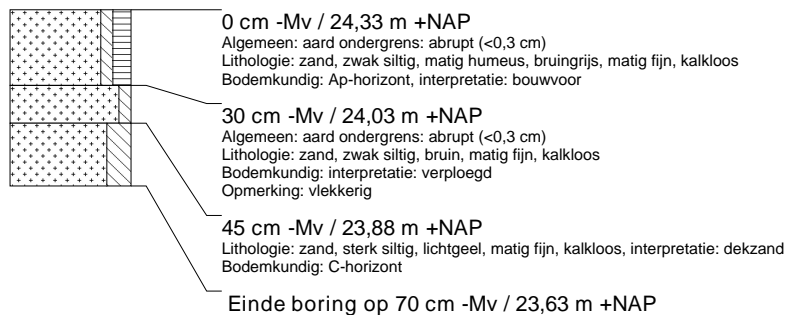 0 cm -Mv / 24,33 m +NAP
Algemeen: aard ondergrens: abrupt (<0,3 cm)
Lithologie: zand, zwak siltig, matig humeus, bruingrijs, matig fijn, kalkloos
Bodemkundig: Ap-horizont, interpretatie: bouwvoor
30 cm -Mv / 24,03 m +NAP
Algemeen: aard ondergrens: abrupt (<0,3 cm)
Lithologie: zand, zwak siltig, bruin, matig fijn, kalkloos
Bodemkundig: interpretatie: verploegd
Opmerking: vlekkerig
45 cm -Mv / 23,88 m +NAP
Lithologie: zand, sterk siltig, lichtgeel, matig fijn, kalkloos, interpretatie: dekzand
Bodemkundig: C-horizont
Einde boring op 70 cm -Mv / 23,63 m +NAP